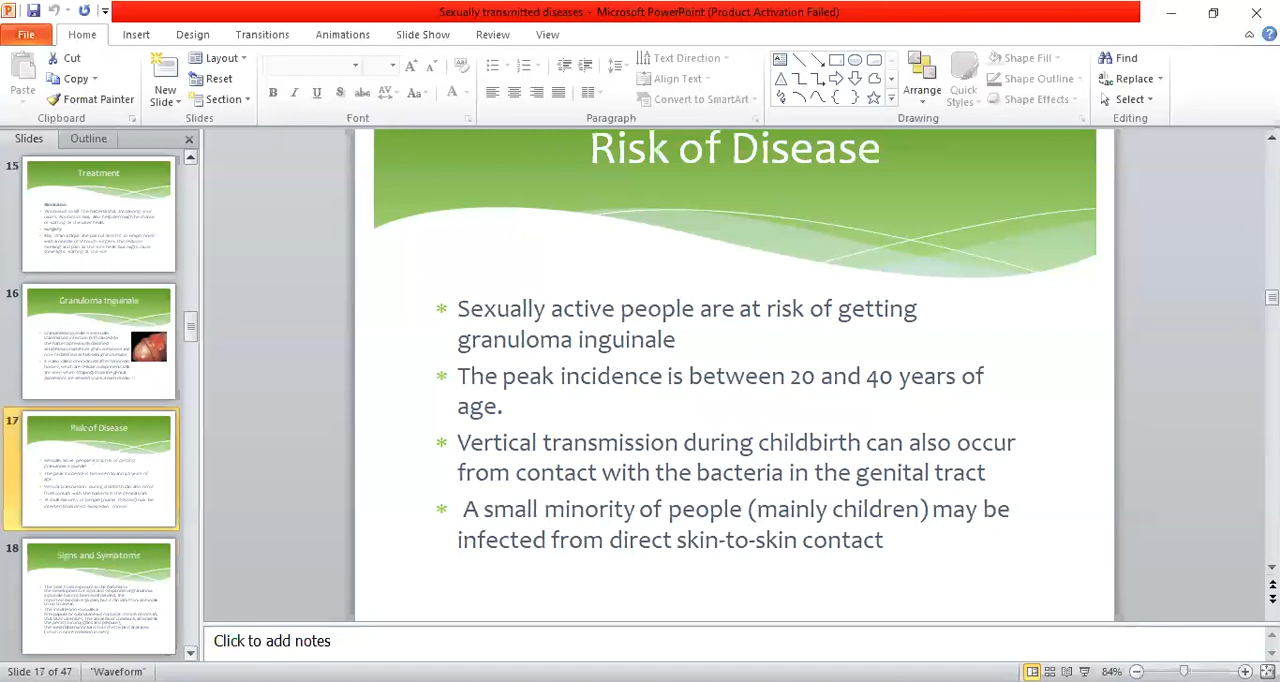 Sexually transmitted diseases - Microsoft PowerPoint (Product Activation Failed)
File Home Insert Design Transitions Animations Slide Show Review View
Paste
Cut
Copy
Format Painter
Clipboard
New Slide
Layout
Reset
Section
Slides
B I U S abc AV Aa A
Font
Paragraph
Text Direction
Align Text
Convert to SmartArt
Arrange
Quick Styles
Shape Fill
Shape Outline
Shape Effects
Drawing
Find
Replace
Select
Editing
Slides Outline
15
Treatment
Surgery
16
Granuloma Inguinale
17
Risk of Disease
18
Signs and Symptoms
Risk of Disease
* Sexually active people are at risk of getting
granuloma inguinale
* The peak incidence is between 20 and 40 years of
age.
* Vertical transmission during childbirth can also occur
from contact with the bacteria in the genital tract
* A small minority of people (mainly children) may be
infected from direct skin-to-skin contact
Click to add notes
Slide 17 of 47 "Waveform" 84%